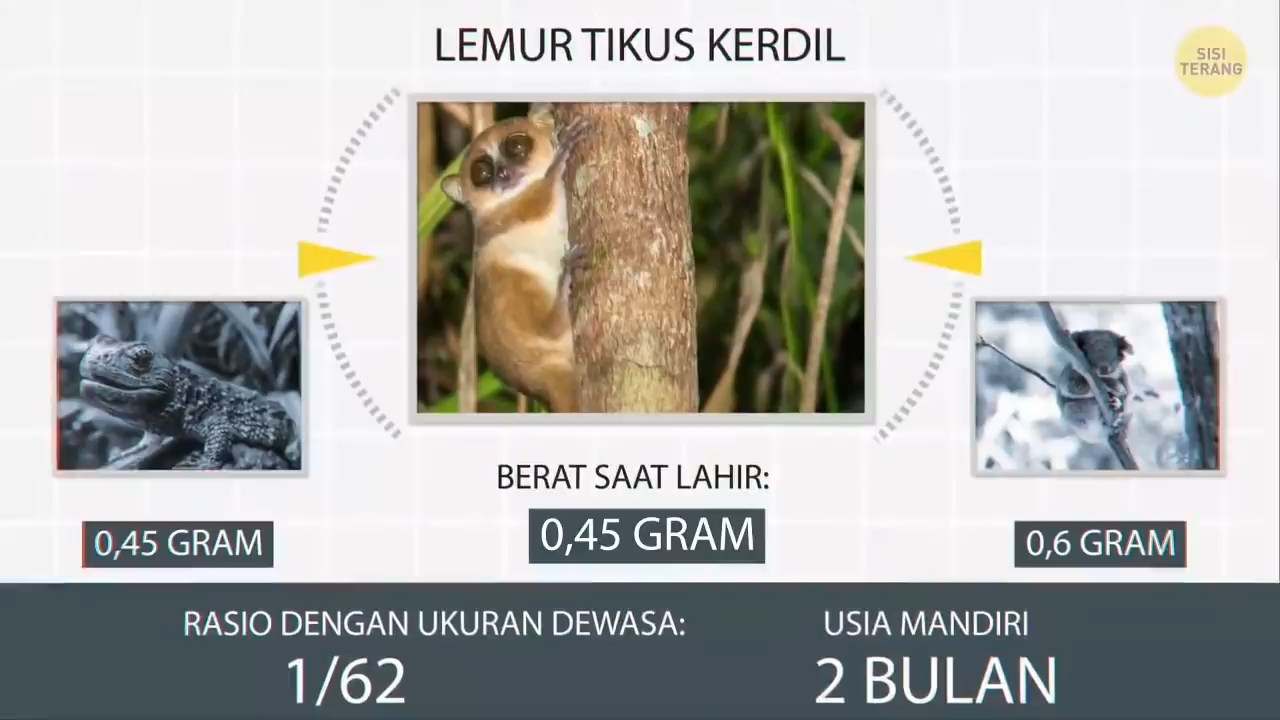 LEMUR TIKUS KERDIL
SISI
TERANG
BERAT SAAT LAHIR:
0,45 GRAM
0,45 GRAM
0,6 GRAM
RASIO DENGAN UKURAN DEWASA:
1/62
USIA MANDIRI
2 BULAN